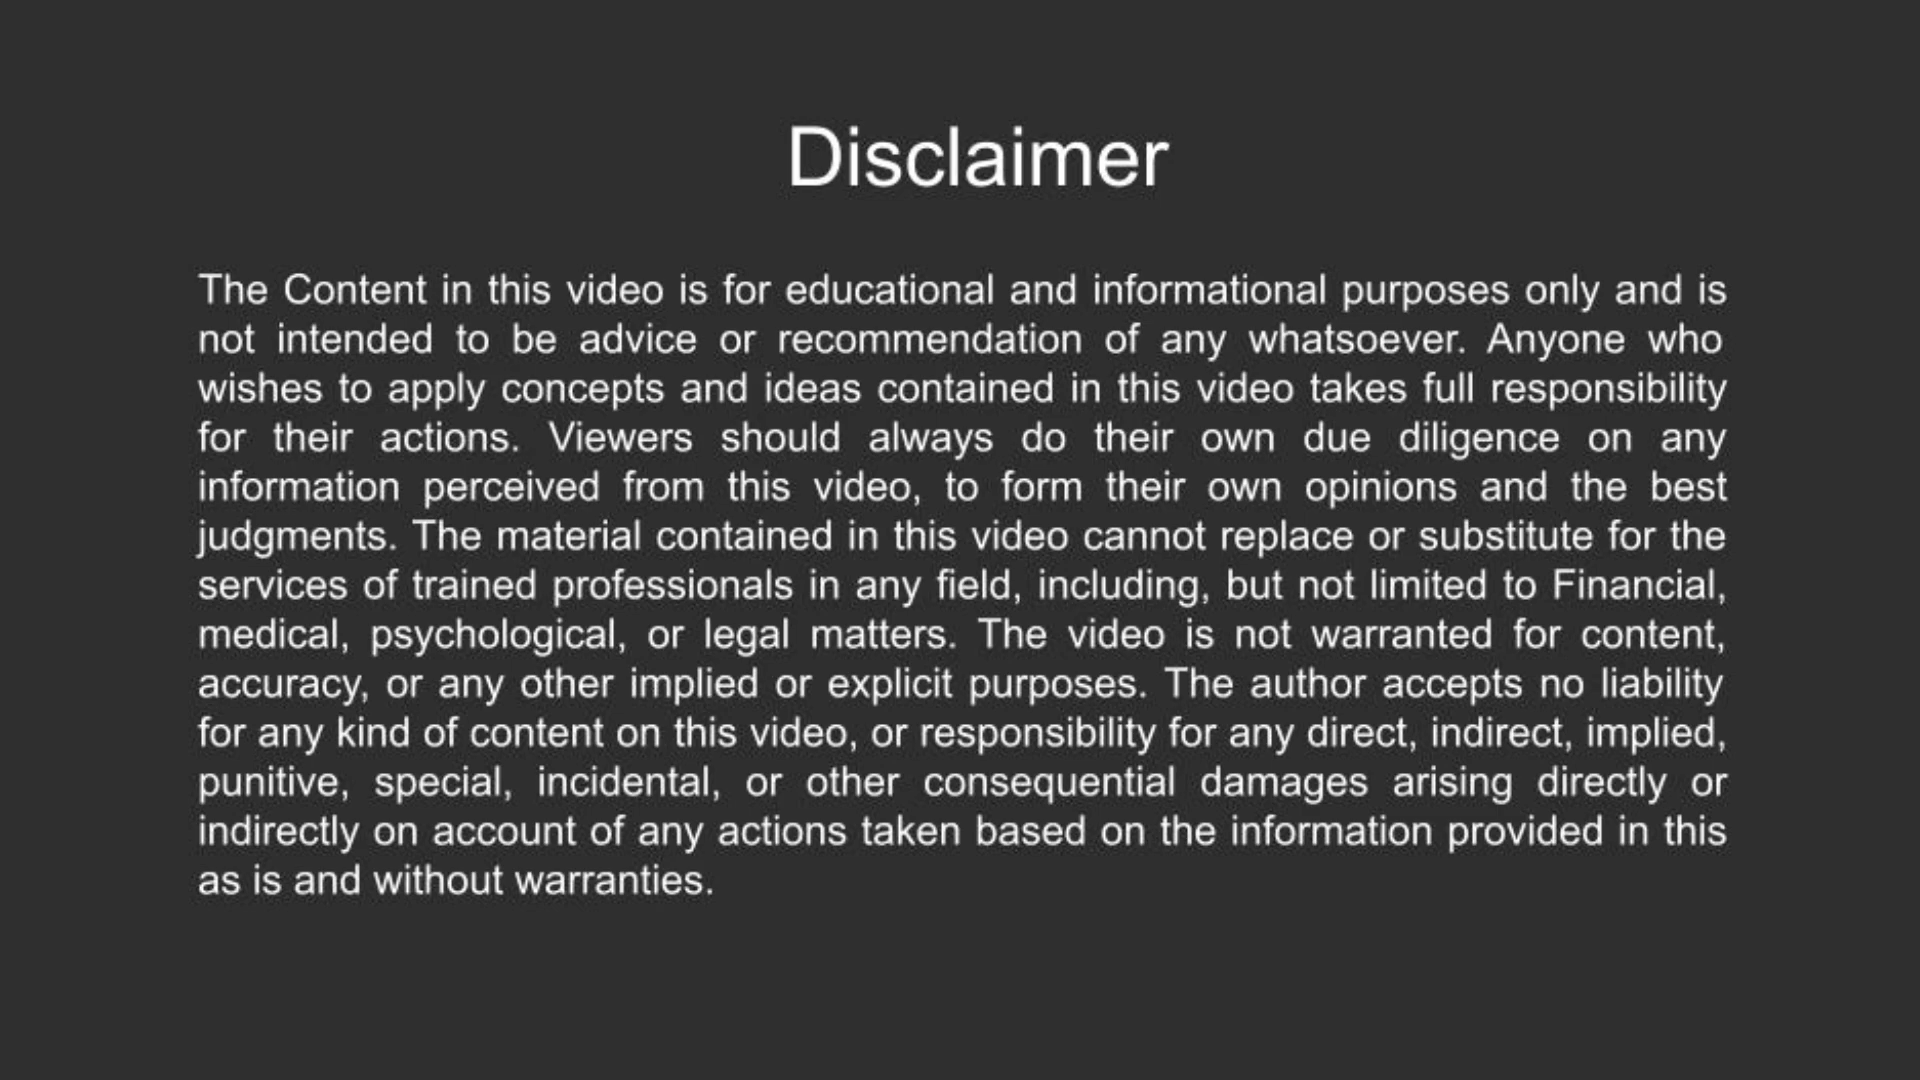 Disclaimer
The Content in this video is for educational and informational purposes only and is
not intended to be advice or recommendation of any whatsoever. Anyone who
wishes to apply concepts and ideas contained in this video takes full responsibility
for their actions. Viewers should always do their own due diligence on any
information perceived from this video, to form their own opinions and the best
judgments. The material contained in this video cannot replace or substitute for the
services of trained professionals in any field, including, but not limited to Financial,
medical, psychological, or legal matters. The video is not warranted for content,
accuracy, or any other implied or explicit purposes. The author accepts no liability
for any kind of content on this video, or responsibility for any direct, indirect, implied,
punitive, special, incidental, or other consequential damages arising directly or
indirectly on account of any actions taken based on the information provided in this
as is and without warranties.